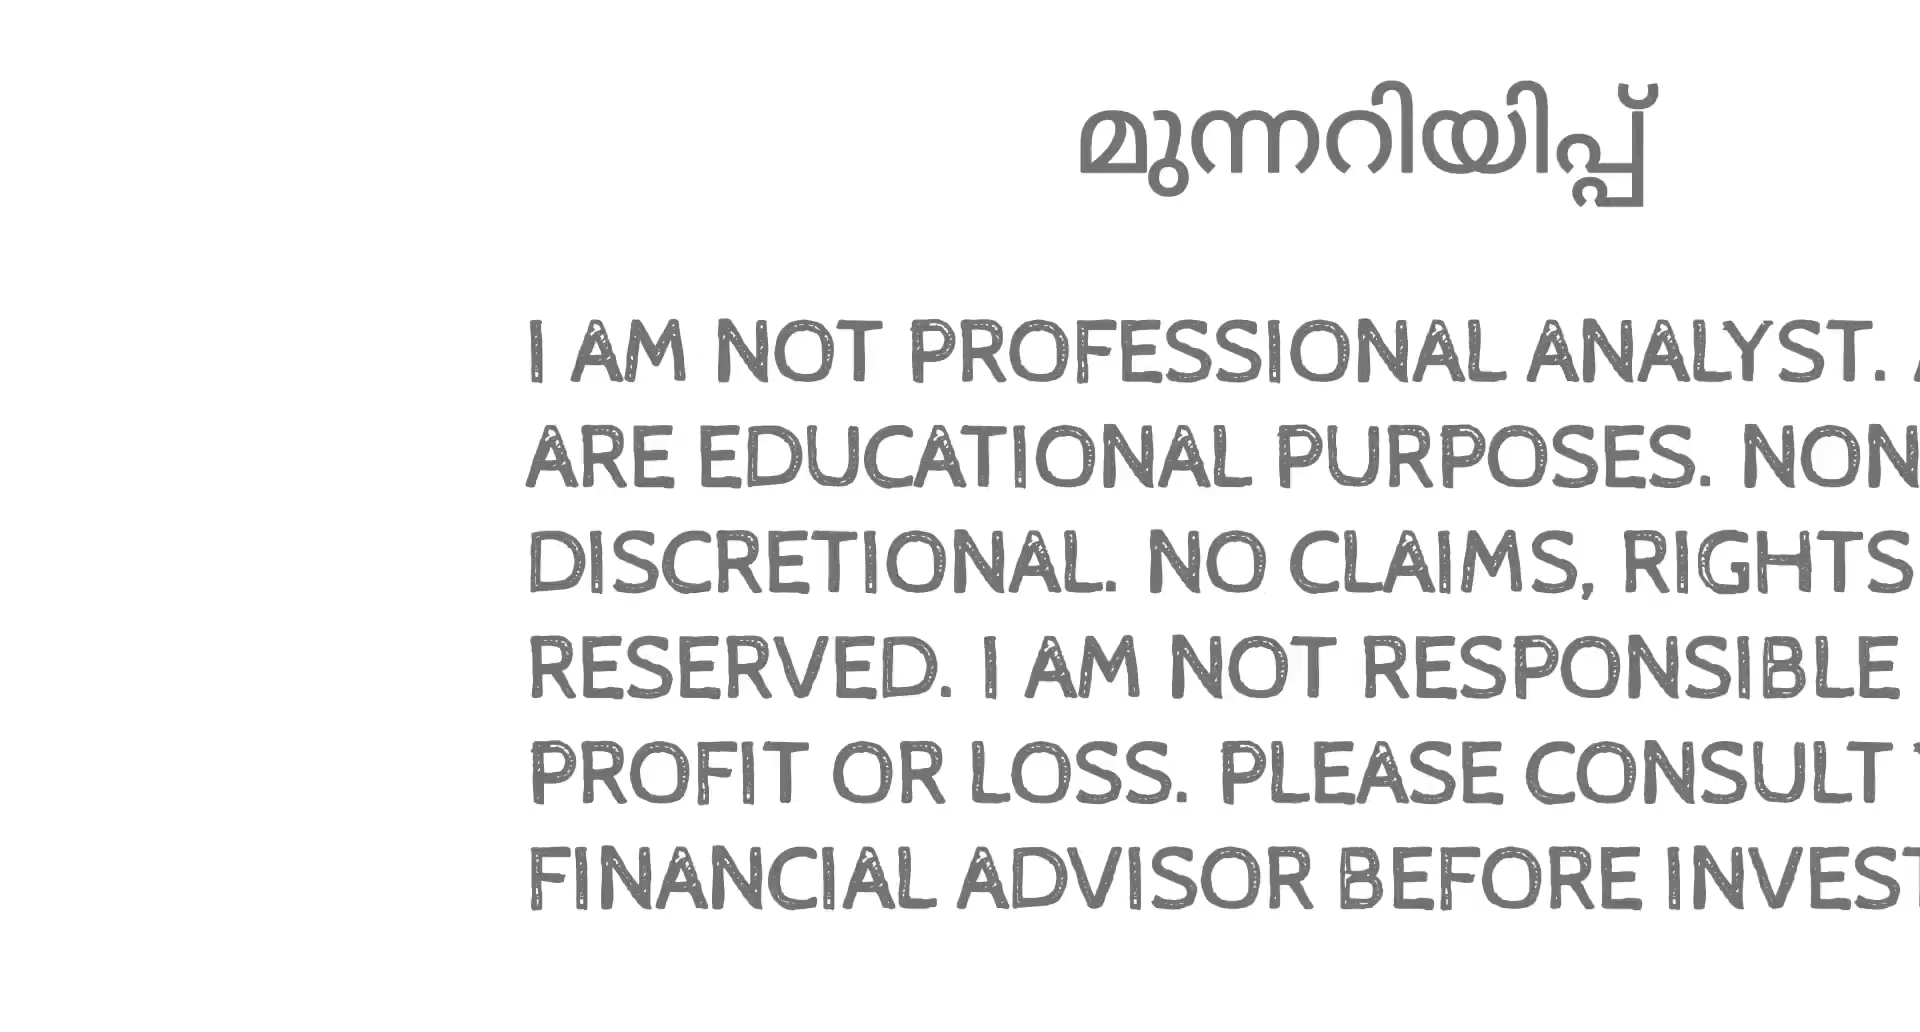 മുന്നറിയിപ്പ്
I AM NOT PROFESSIONAL ANALYST.
ARE EDUCATIONAL PURPOSES.
DISCRETIONAL. NO CLAIMS, RIGHTS
RESERVED. I AM NOT RESPONSIBLE
PROFIT OR LOSS. PLEASE CONSULT
FINANCIAL ADVISOR BEFORE